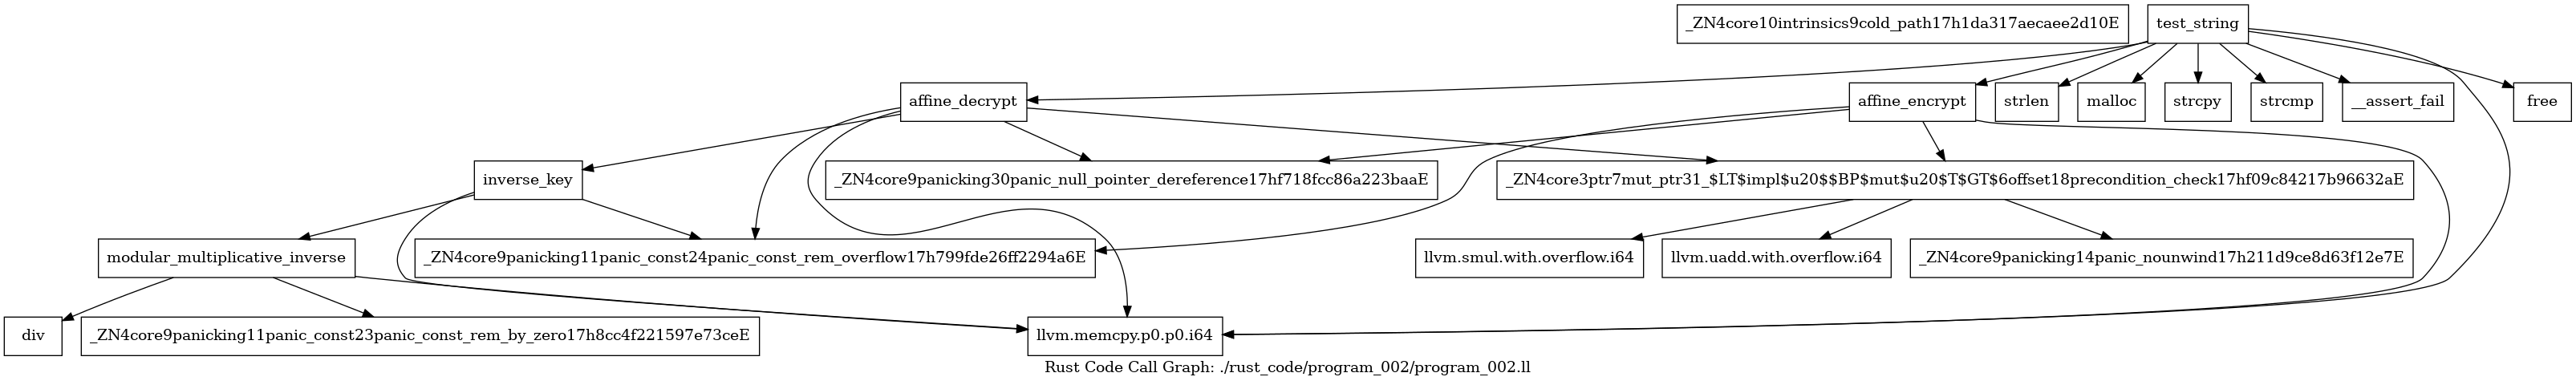 _ZN4core10intrinsics9cold_path17h1da317aecaee2d10E
test_string
affine_decrypt
affine_encrypt
strlen
malloc
strcpy
strcmp
__assert_fail
free
inverse_key
_ZN4core9panicking30panic_null_pointer_dereference17hf718fcc86a223baaE
_ZN4core3ptr7mut_ptr31_$LT$impl$u20$$BP$mut$u20$T$GT$6offset18precondition_check17hf09c84217b96632aE
modular_multiplicative_inverse
_ZN4core9panicking11panic_const24panic_const_rem_overflow17h799fde26ff2294a6E
llvm.smul.with.overflow.i64
llvm.uadd.with.overflow.i64
_ZN4core9panicking14panic_nounwind17h211d9ce8d63f12e7E
div
_ZN4core9panicking11panic_const23panic_const_rem_by_zero17h8cc4f221597e73ceE
llvm.memcpy.p0.p0.i64
Rust Code Call Graph: ./rust_code/program_002/program_002.ll